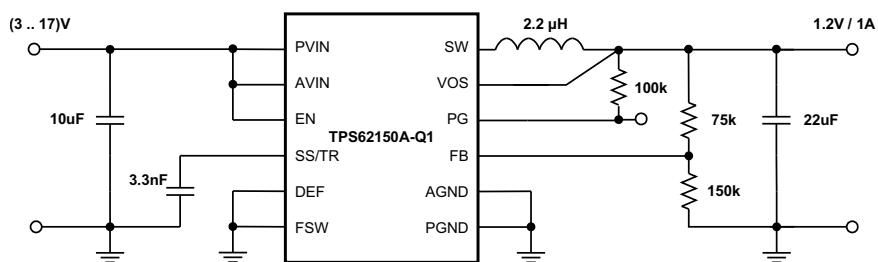 (3 .. 17)V
2.2 µH
1.2V / 1A
PVIN
SW
AVIN
VOS
100k
10uF
EN
PG
75k
22uF
TPS62150A-Q1
SS/TR
FB
3.3nF
DEF
AGND
150k
FSW
PGND